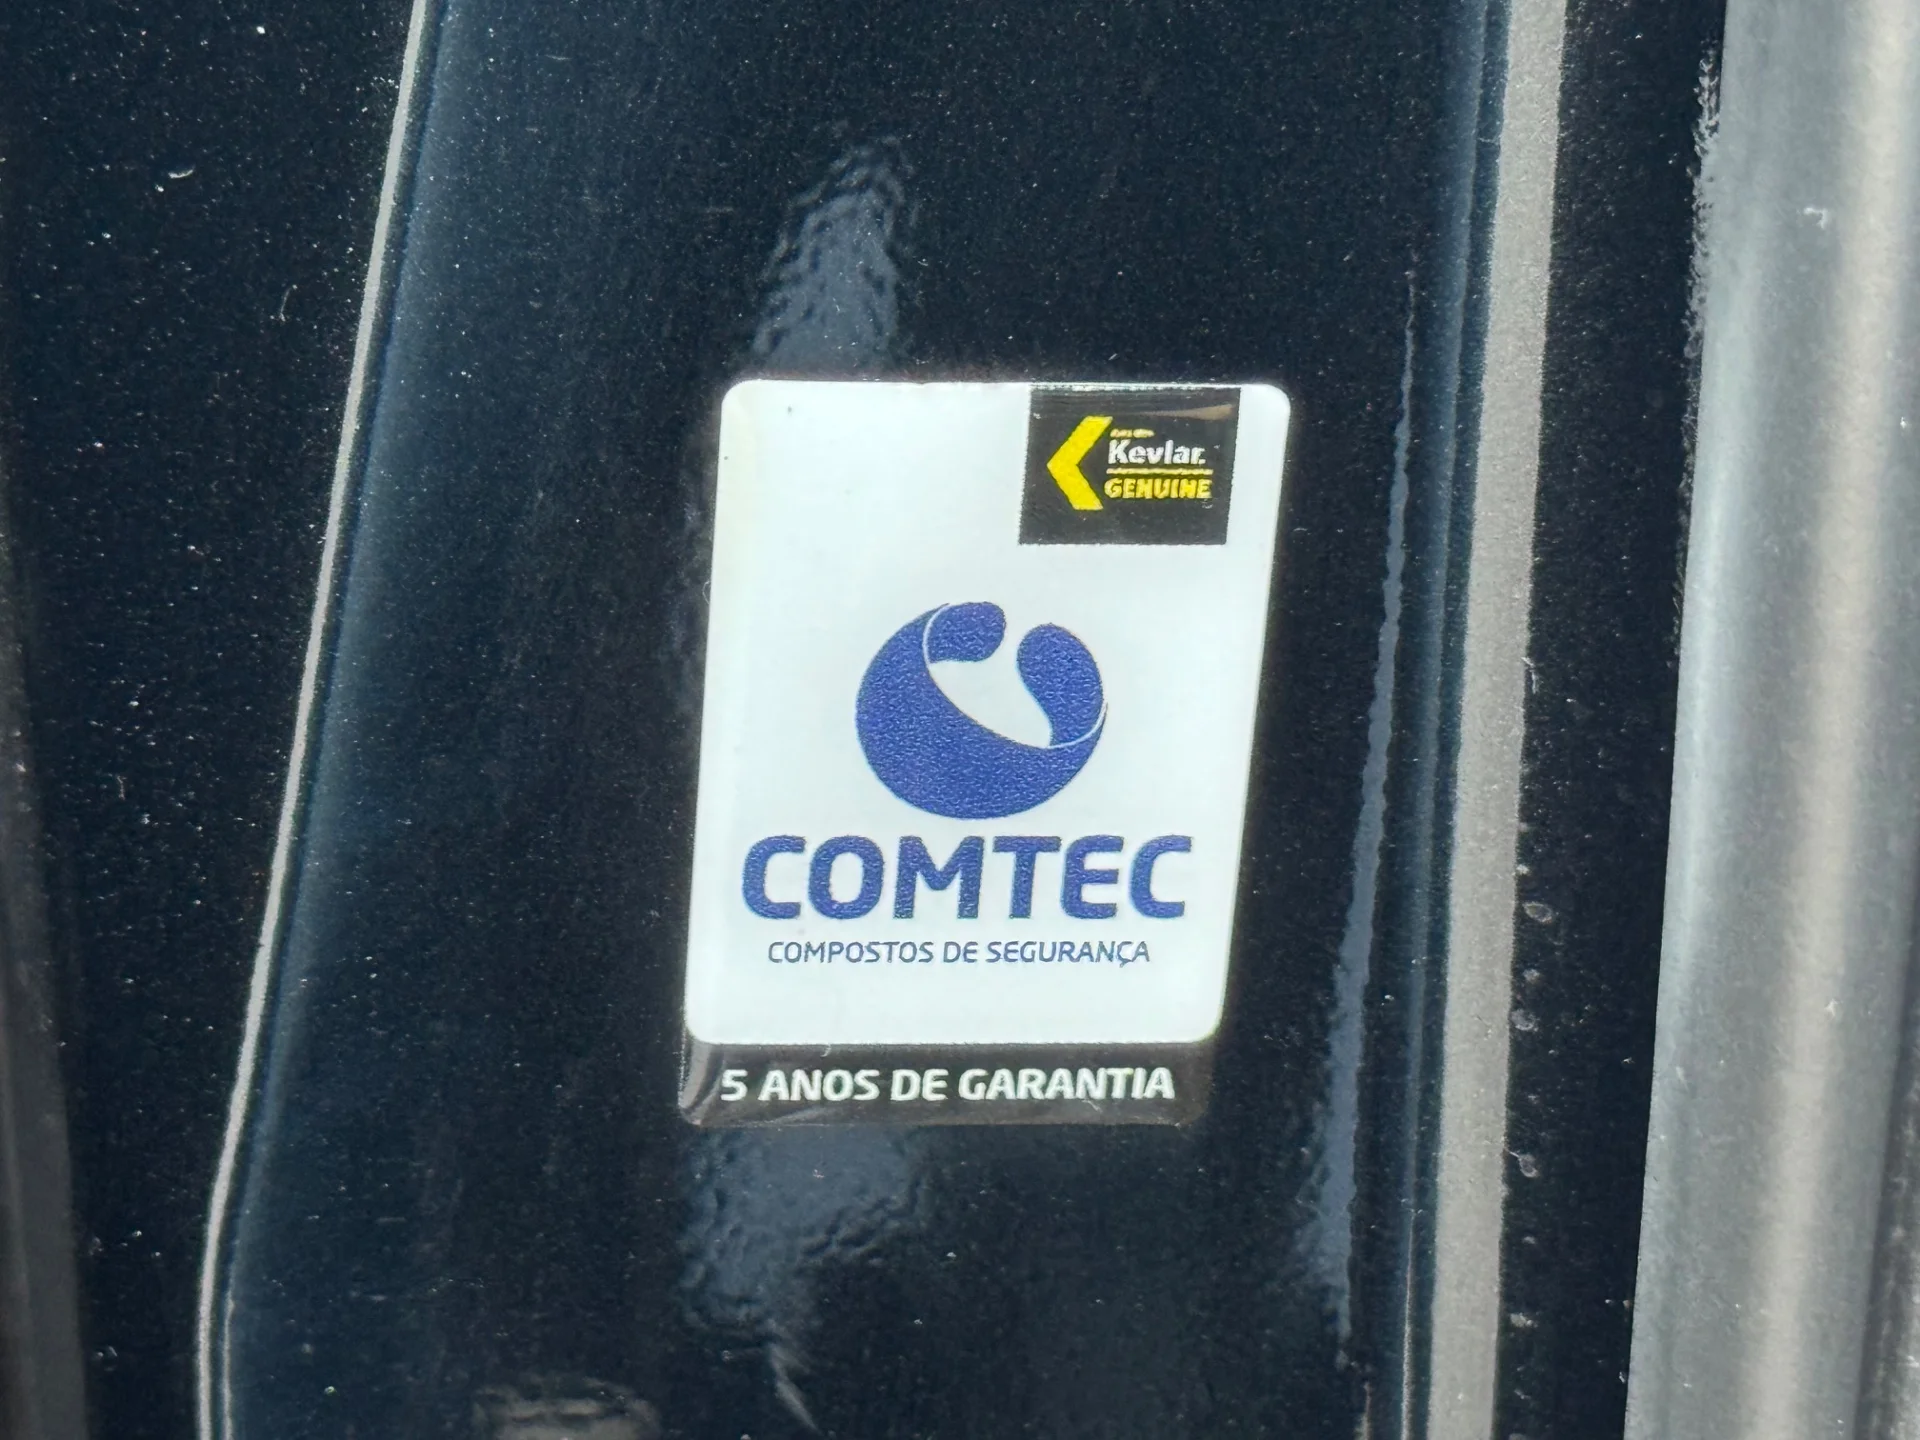 Kevlar.
GENUINE
COMTEC
COMPOSTOS DE SEGURANÇA
5 ANOS DE GARANTIA